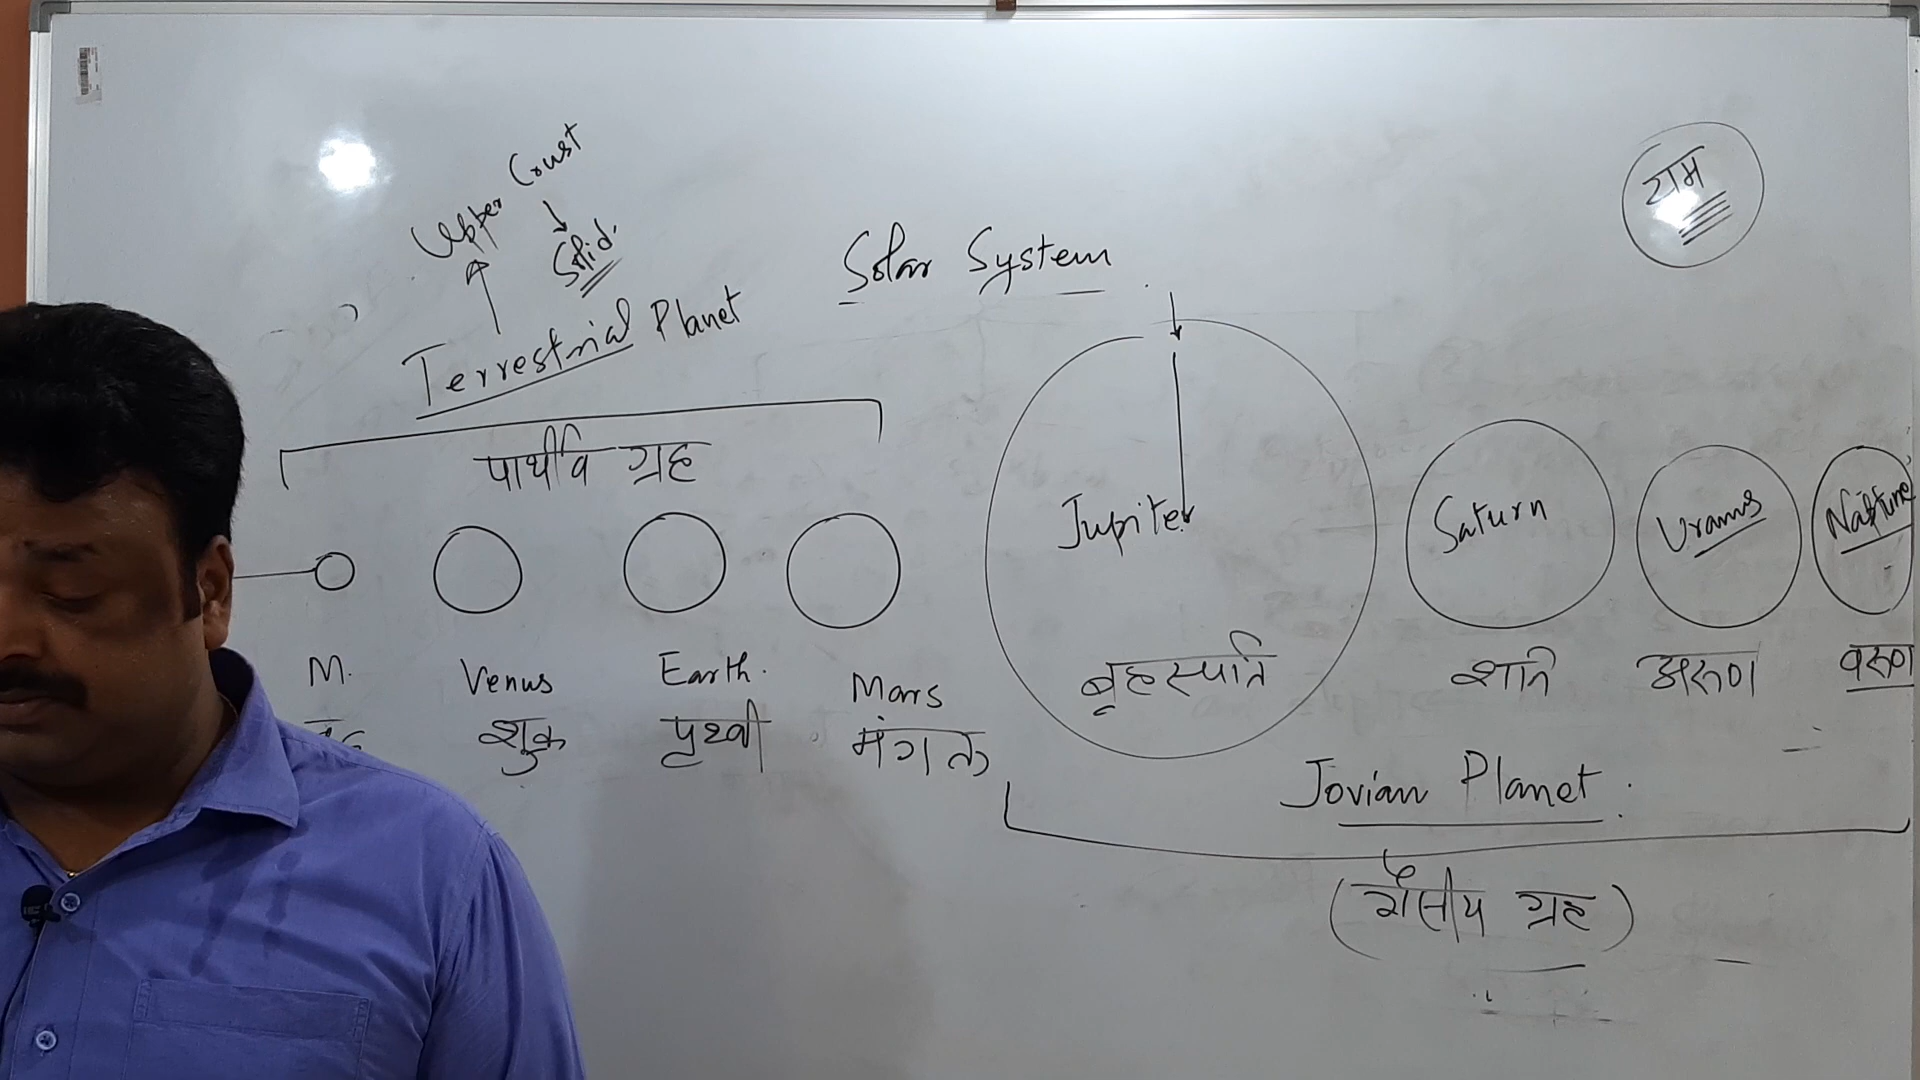 राम
Upper Crust
Solid.
Solar System
Terrestrial Planet
पार्थीव ग्रह
Jupiter
Saturn
Uranus
M.
Venus
Earth.
Mars
बृहस्पति
शनि
अरुण
वरुण
शुक्र
पृथ्वी
मंगल
Jovian Planet.
ग्रह)